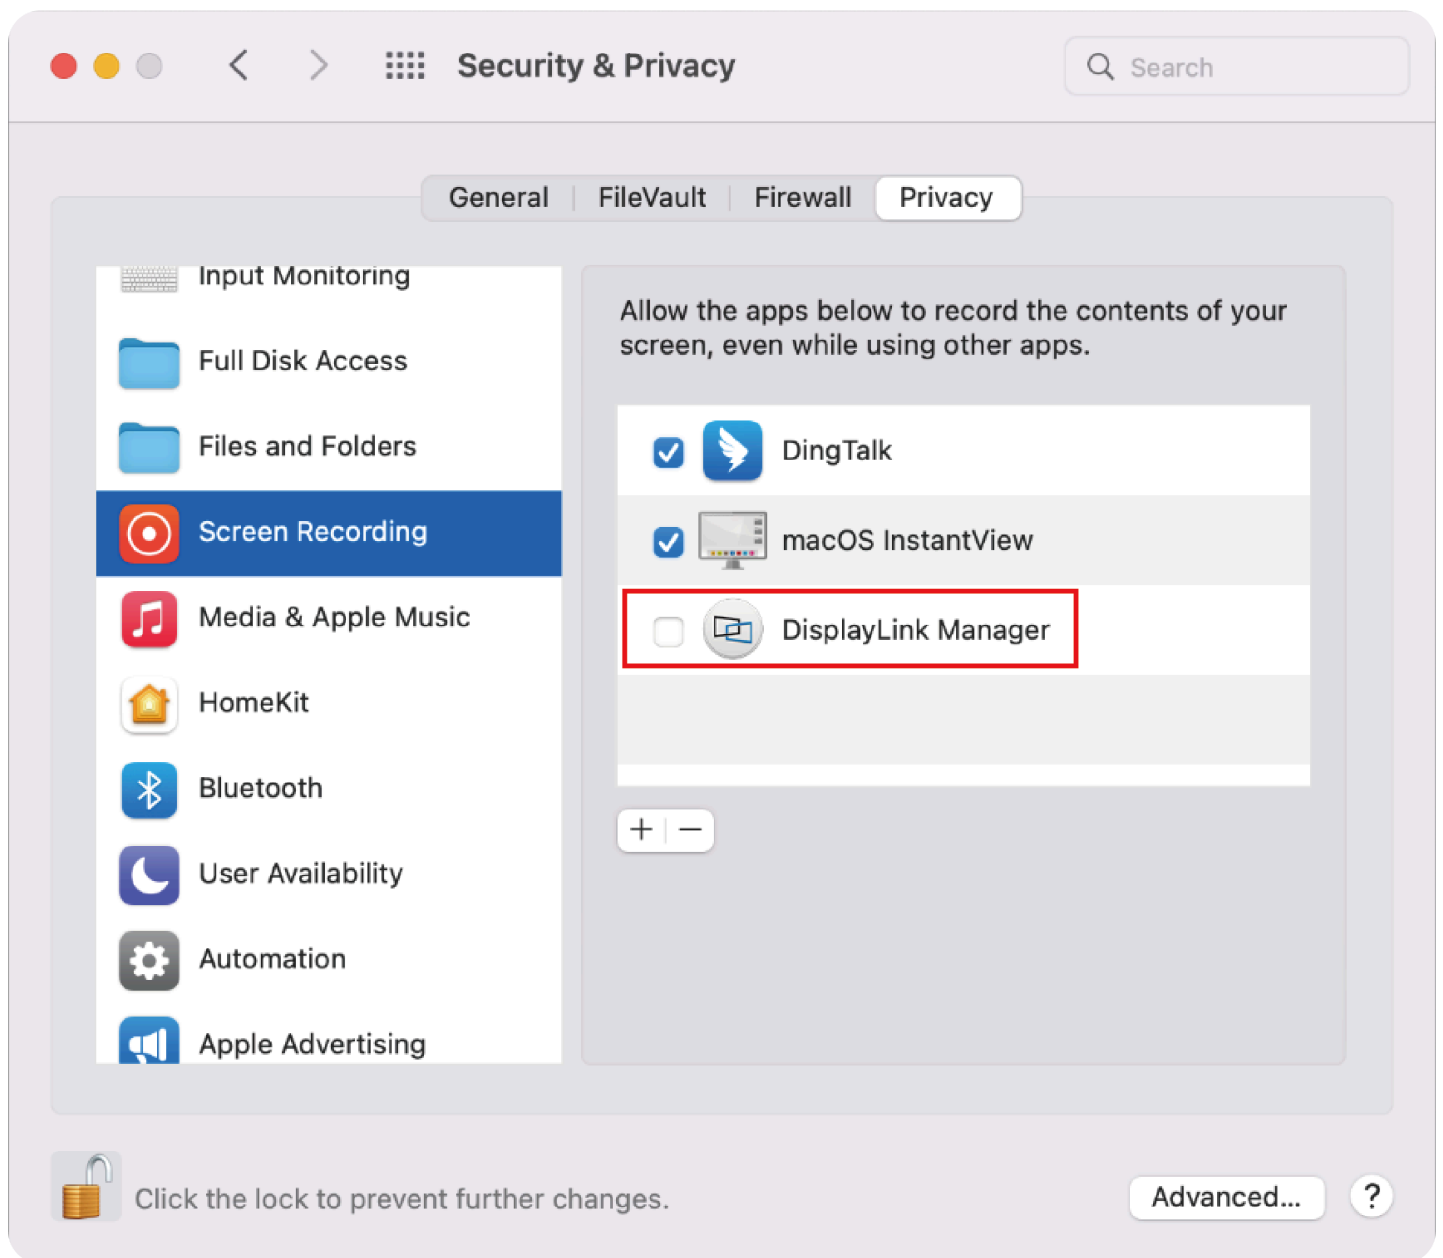 Security & Privacy
Search
General
FileVault
Firewall
Privacy
Input Monitoring
Full Disk Access
Files and Folders
Screen Recording
Media & Apple Music
HomeKit
Bluetooth
User Availability
Automation
Apple Advertising
Allow the apps below to record the contents of your
screen, even while using other apps.
DingTalk
macOS InstantView
DisplayLink Manager
Click the lock to prevent further changes.
Advanced...
?